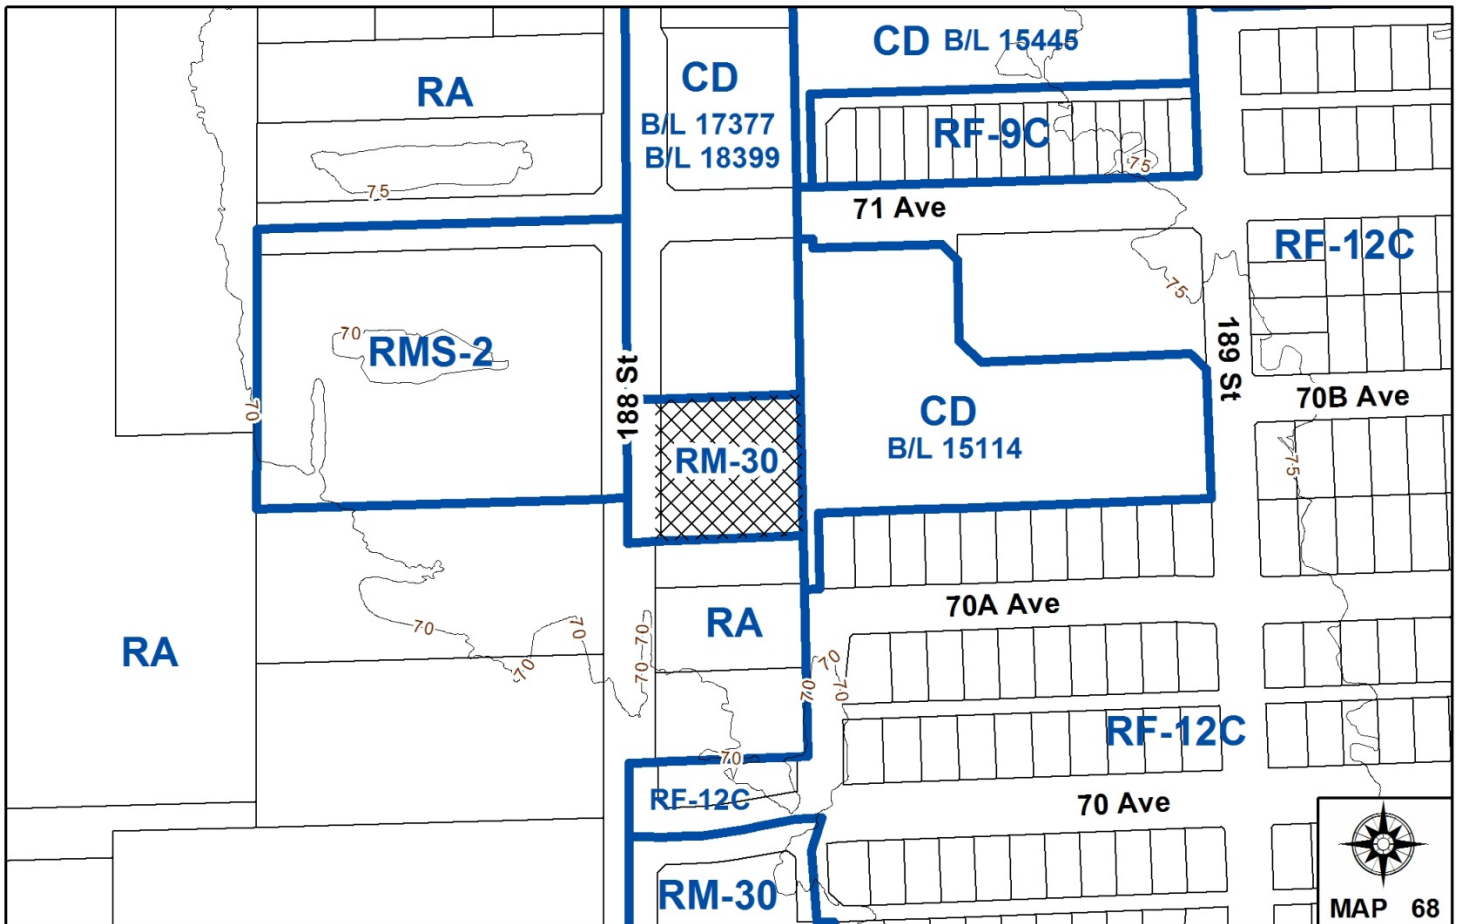 CD B/L 15445
RA
CD
B/L 17377
B/L 18399
RF-9C
75
75
71 Ave
RF-12C
75
70
RMS-2
189 St
188 St
70
70B Ave
CD
B/L 15114
RM-30
75
70A Ave
RA
RA
70
70
70
70
70
70
70
70
RF-12C
70
RF-12C
70 Ave
RM-30
MAP 68